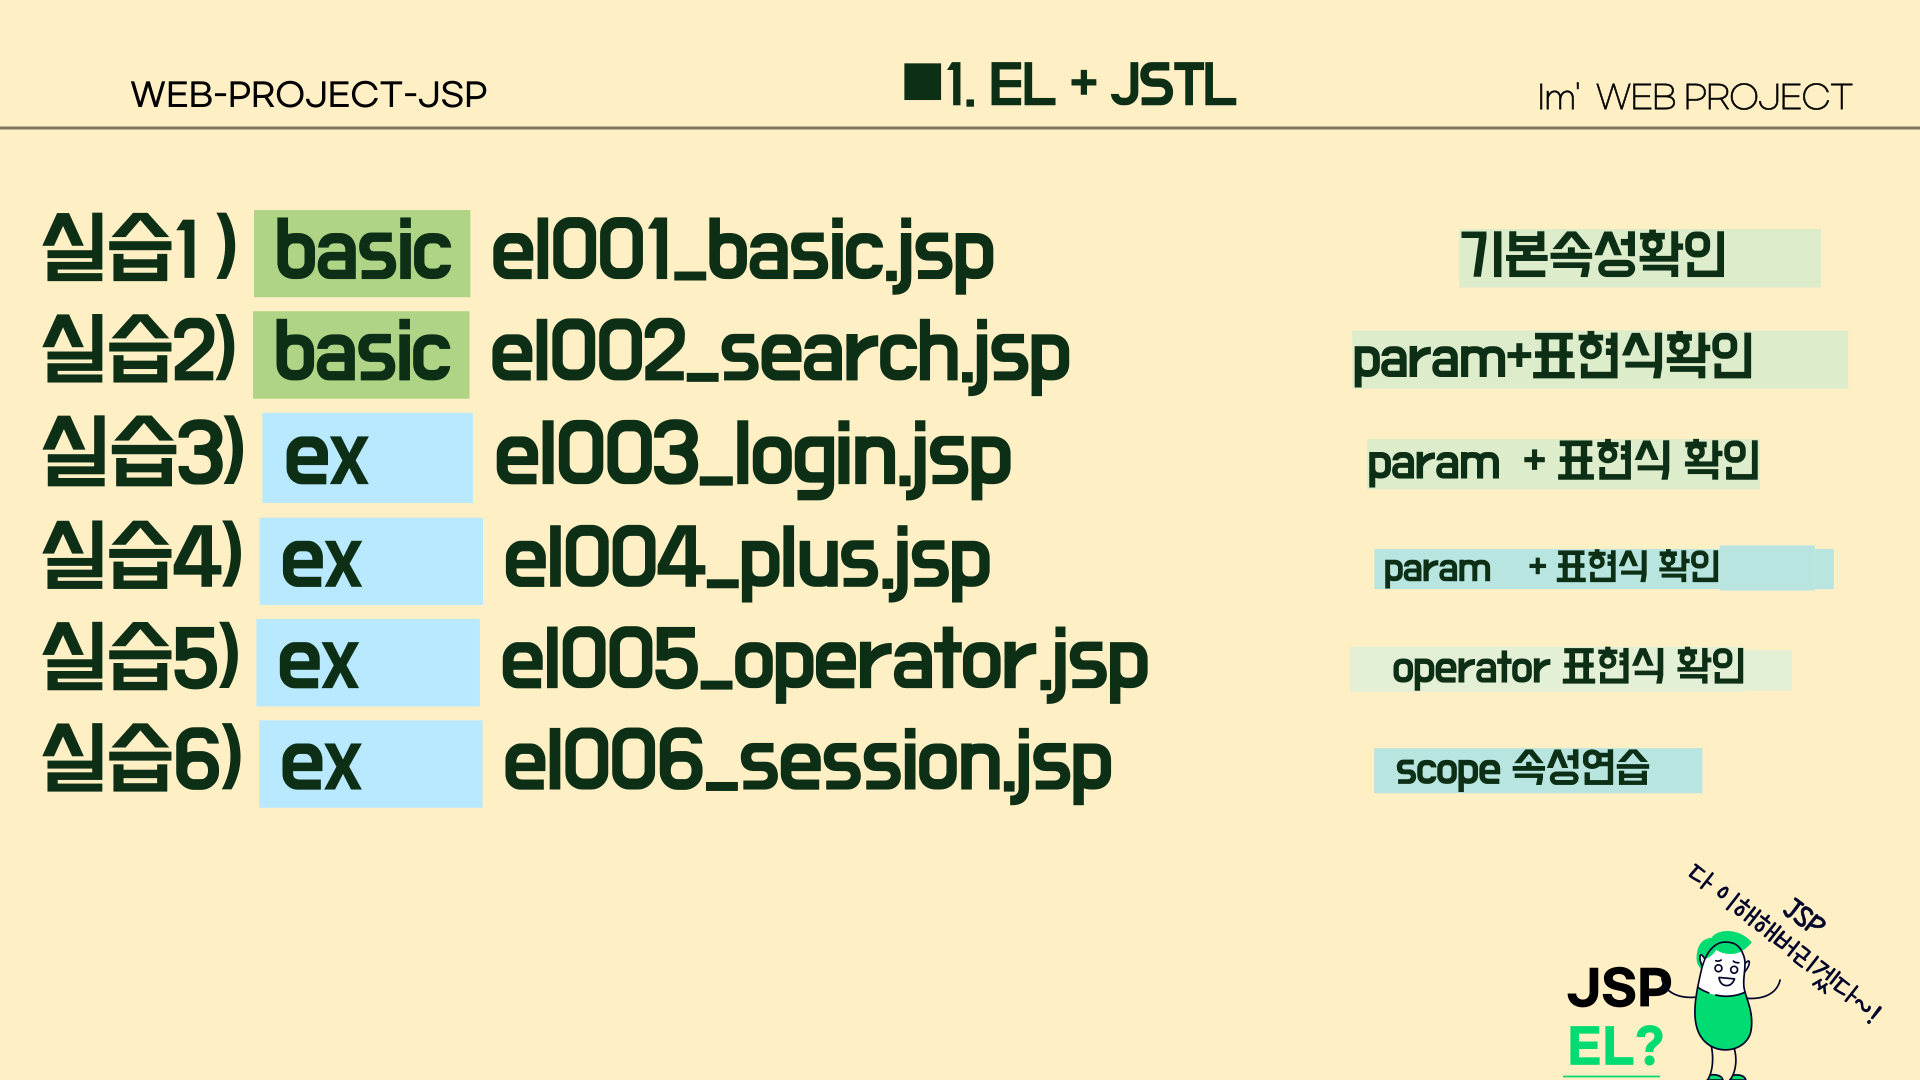 WEB-PROJECT-JSP
■1. EL + JSTL
Im' WEB PROJECT
실습1 ) basic el001_basic.jsp 기본속성확인
실습2) basic el002_search.jsp param+표현식확인
실습3) ex el003_login.jsp param + 표현식 확인
실습4) ex el004_plus.jsp param + 표현식 확인
실습5) ex el005_operator.jsp operator 표현식 확인
실습6) ex el006_session.jsp scope 속성연습
JSP
다 이해해버리겠다~!
JSP
EL?